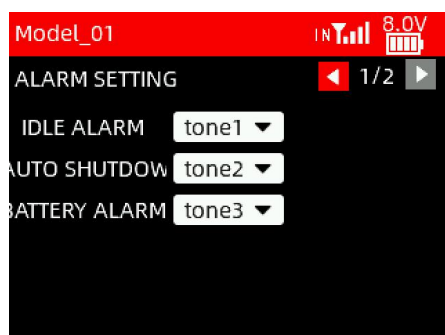 Model_01 IN 8.0V
ALARM SETTING 1/2
IDLE ALARM tone1
AUTO SHUTDOW tone2
BATTERY ALARM tone3